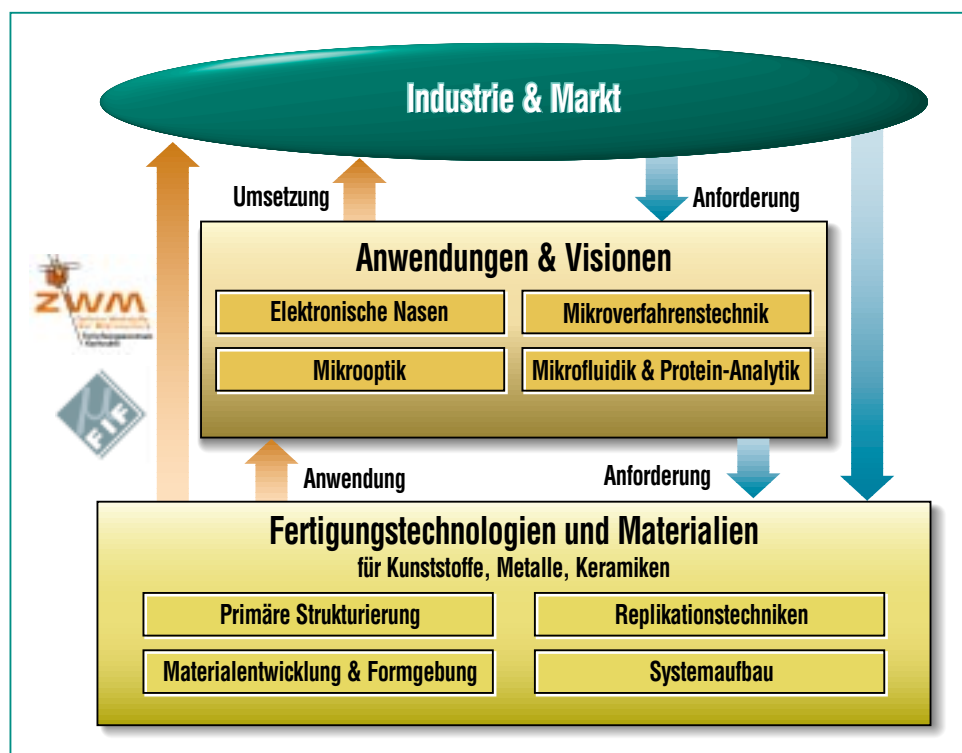 Industrie & Markt
Umsetzung
Anforderung
Anwendungen & Visionen
Elektronische Nasen
Mikroverfahrenstechnik
Mikrooptik
Mikrofluidik & Protein-Analytik
ZWM
µ
FIF
Anwendung
Anforderung
Fertigungstechnologien und Materialien
für Kunststoffe, Metalle, Keramiken
Primäre Strukturierung
Replikationstechniken
Materialentwicklung & Formgebung
Systemaufbau